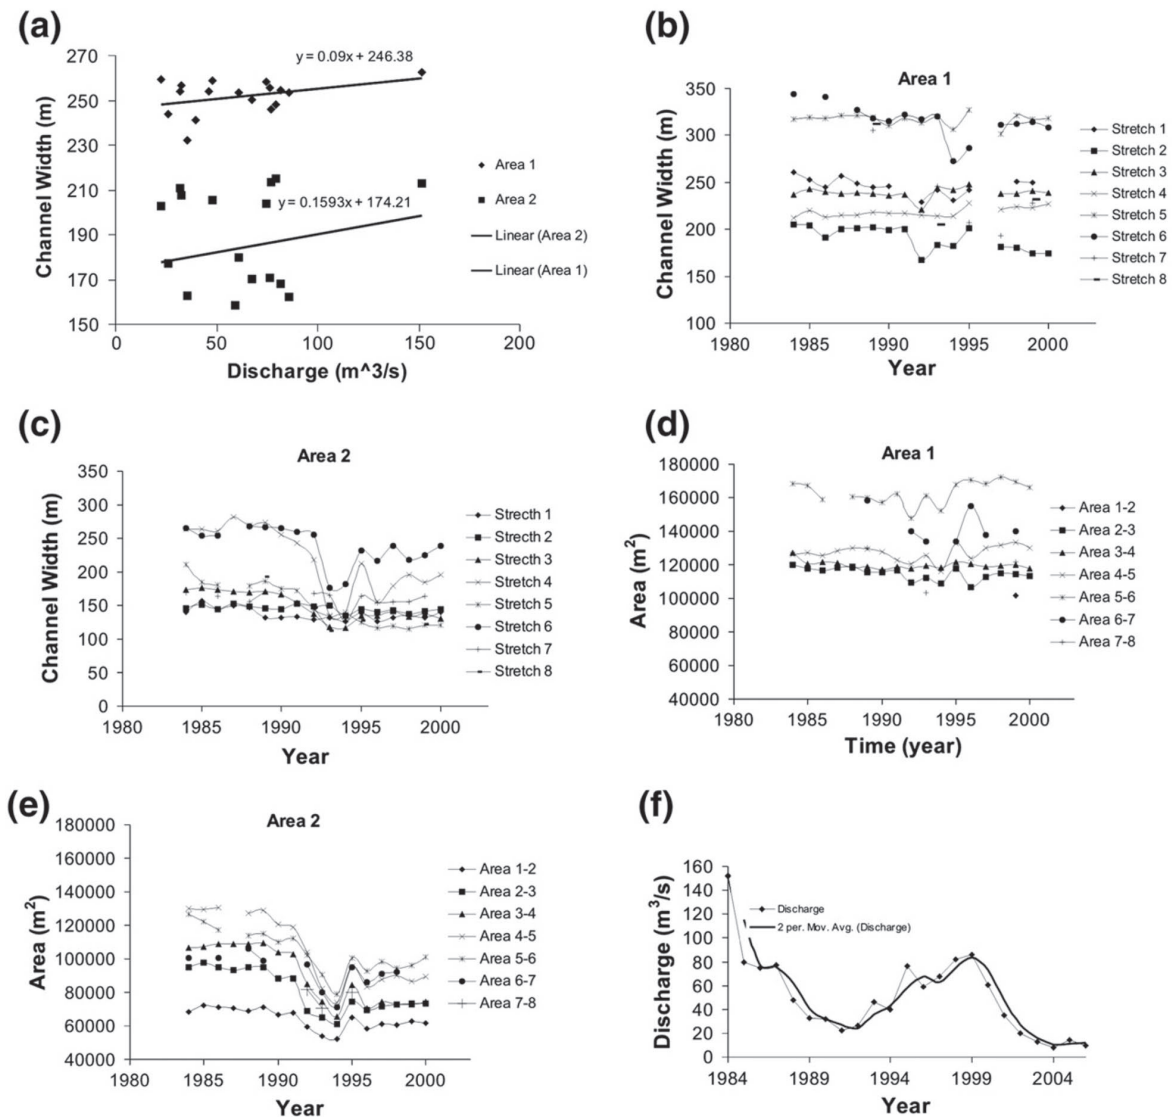 (a)
270
250
230
210
190
170
150
0 50 100 150 200
Channel Width (m)
Discharge (m^3/s)
y = 0.09x + 246.38
y = 0.1593x + 174.21
Area 1
Area 2
Linear (Area 2)
Linear (Area 1)
(b)
Area 1
350
300
250
200
150
100
1980 1985 1990 1995 2000
Channel Width (m)
Year
Stretch 1
Stretch 2
Stretch 3
Stretch 4
Stretch 5
Stretch 6
Stretch 7
Stretch 8
(c)
Area 2
350
300
250
200
150
100
50
0
1980 1985 1990 1995 2000
Channel Width (m)
Year
Strecth 1
Stretch 2
Stretch 3
Stretch 4
Stretch 5
Stretch 6
Stretch 7
Stretch 8
(d)
Area 1
180000
160000
140000
120000
100000
80000
60000
40000
1980 1985 1990 1995 2000
Area (m²)
Time (year)
Area 1-2
Area 2-3
Area 3-4
Area 4-5
Area 5-6
Area 6-7
Area 7-8
(e)
Area 2
180000
160000
140000
120000
100000
80000
60000
40000
1980 1985 1990 1995 2000
Area (m²)
Year
Area 1-2
Area 2-3
Area 3-4
Area 4-5
Area 5-6
Area 6-7
Area 7-8
(f)
160
140
120
100
80
60
40
20
0
1984 1989 1994 1999 2004
Discharge (m³/s)
Year
Discharge
2 per. Mov. Avg. (Discharge)